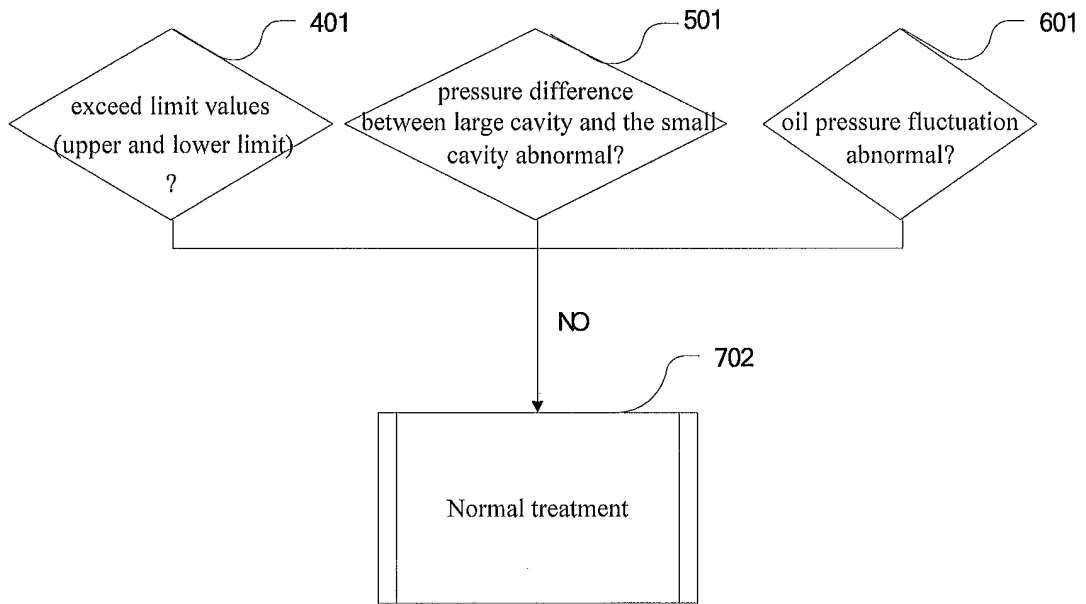 401
exceed limit values
(upper and lower limit)
?
501
pressure difference
between large cavity and the small
cavity abnormal?
601
oil pressure fluctuation
abnormal?
NO
702
Normal treatment